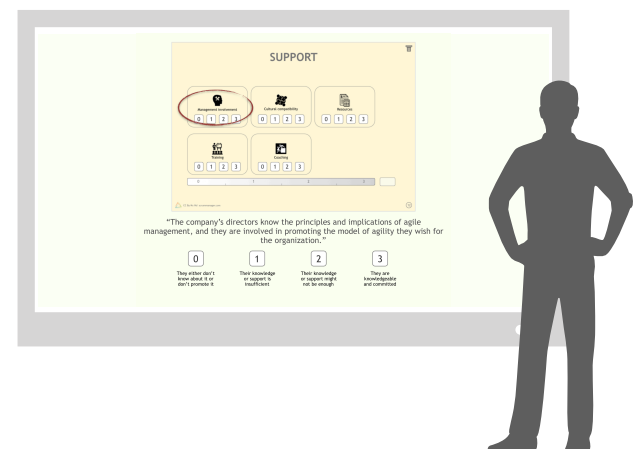 SUPPORT
Management involvement
Cultural compatibility
Resources
0 1 2 3
0 1 2 3
0 1 2 3
Training
Coaching
0 1 2 3
0 1 2 3
0 1 2 3
“The company’s directors know the principles and implications of agile
management, and they are involved in promoting the model of agility they wish for
the organization.”
0 1 2 3
They either don’t
know about it or
don’t promote it
Their knowledge
or support is
insufficient
Their knowledge
or support might
not be enough
They are
knowledgeable
and committed